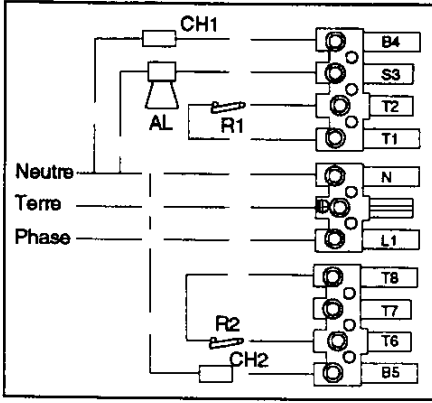 CH1
B4
S3
AL
R1
T2
T1
Neutre
N
Terre
Phase
L1
T8
T7
R2
T6
CH2
B5